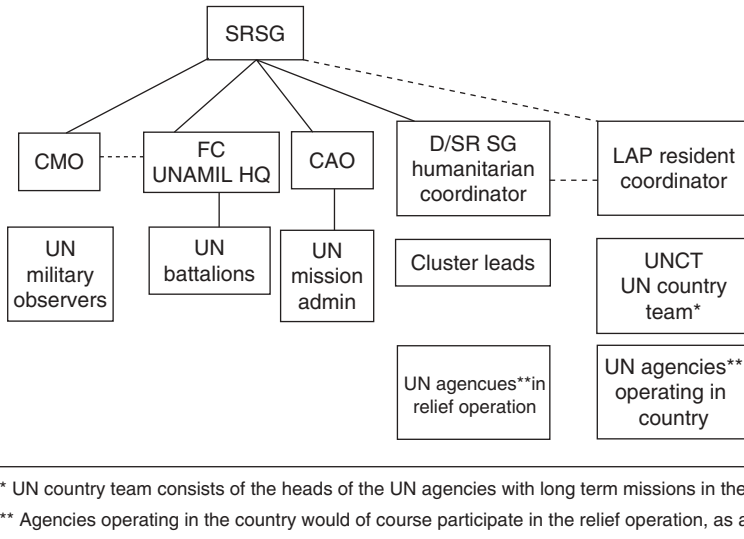 SRSG
CMO
FC
UNAMIL HQ
CAO
D/SR SG
humanitarian
coordinator
LAP resident
coordinator
UN
military
observers
UN
battalions
UN
mission
admin
Cluster leads
UNCT
UN country
team*
UN agencues**in
relief operation
UN agencies**
operating in
country
* UN country team consists of the heads of the UN agencies with long term missions in the
** Agencies operating in the country would of course participate in the relief operation, as a